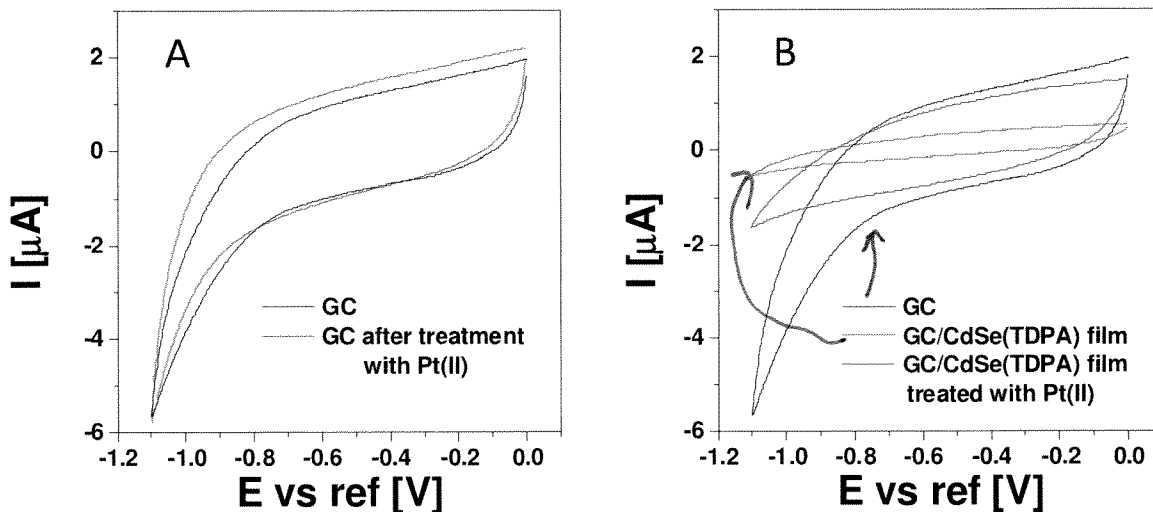 A
2
0
-2
-4
-6
I [µA]
GC
GC after treatment
with Pt(II)
-1.2 -1.0 -0.8 -0.6 -0.4 -0.2 0.0
E vs ref [V]
B
2
0
-2
-4
-6
I [µA]
GC
GC/CdSe(TDPA) film
GC/CdSe(TDPA) film
treated with Pt(II)
-1.2 -1.0 -0.8 -0.6 -0.4 -0.2 0.0
E vs ref [V]